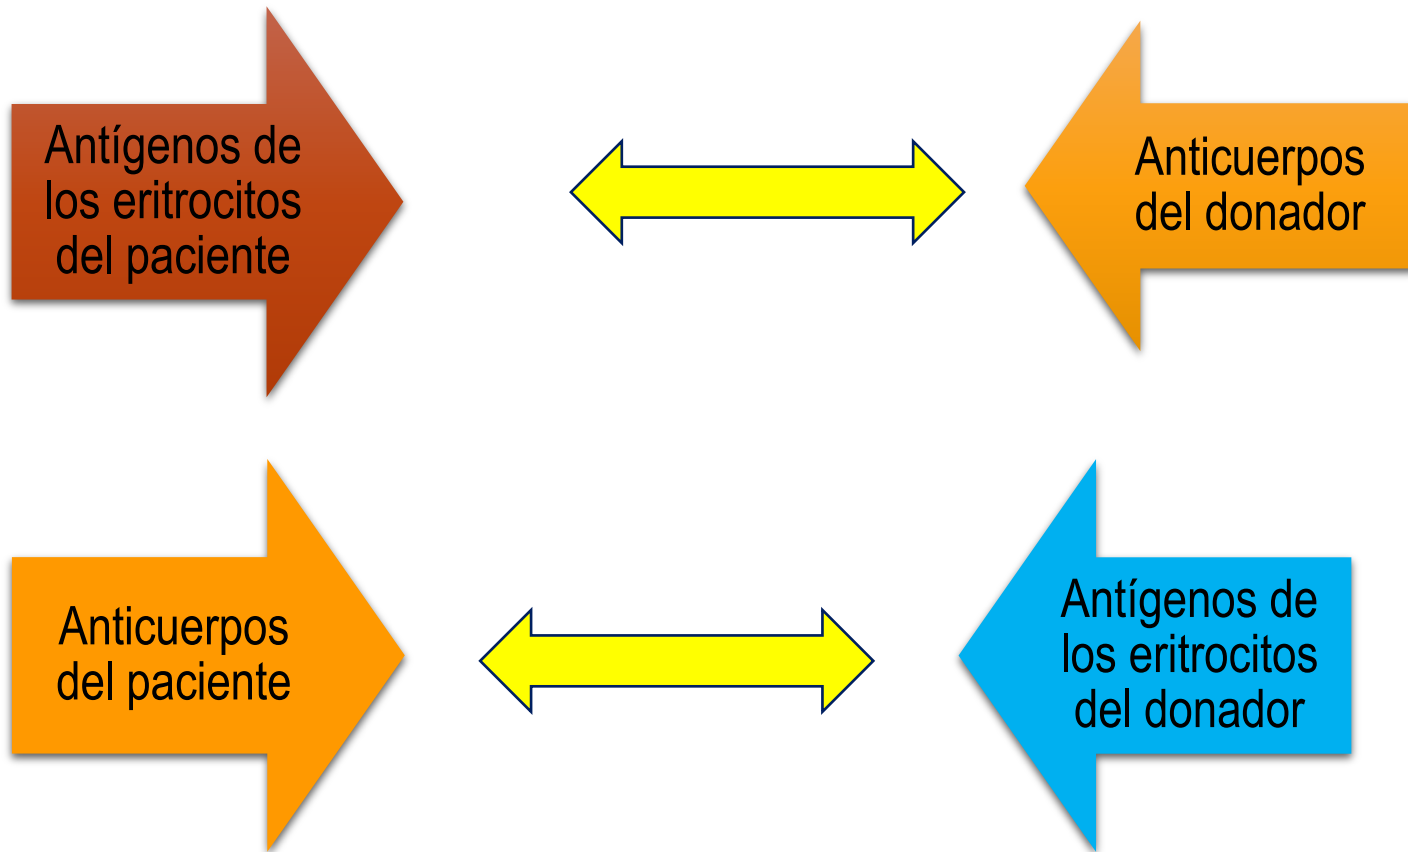 Antígenos de
los eritrocitos
del paciente
Anticuerpos
del donador
Anticuerpos
del paciente
Antígenos de
los eritrocitos
del donador